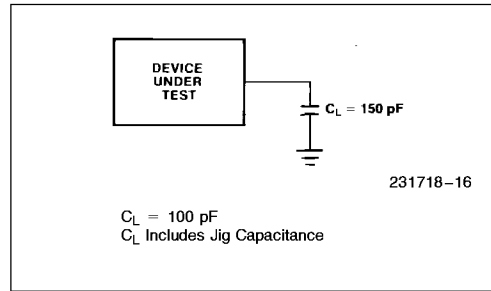 DEVICE
UNDER
TEST
C_L = 150 pF
231718–16
C_L = 100 pF
C_L Includes Jig Capacitance